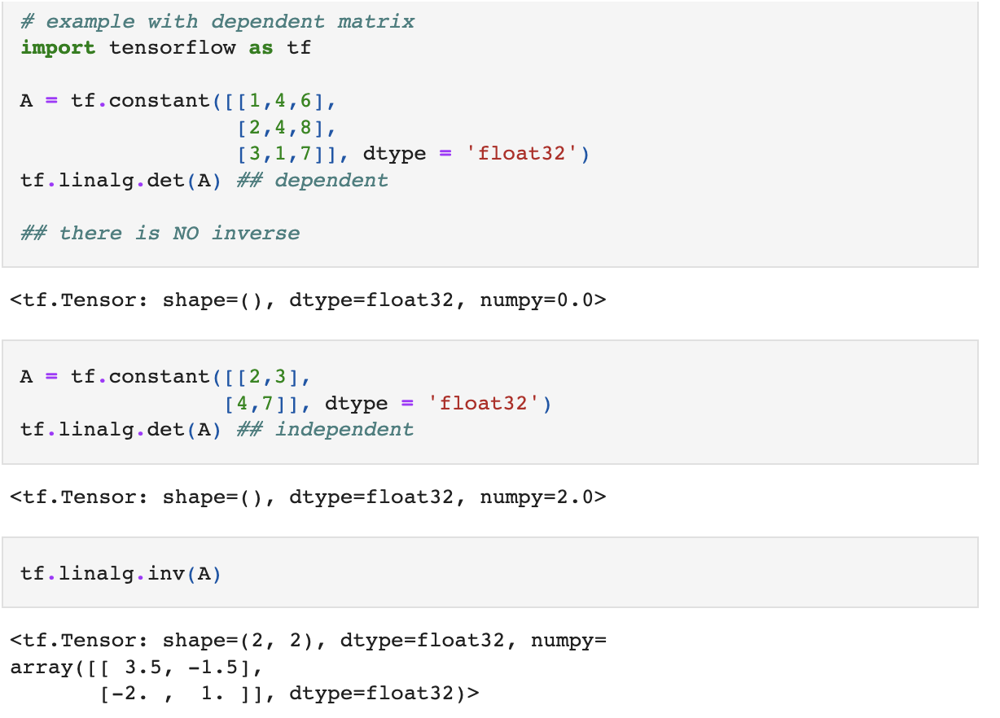 # example with dependent matrix
import tensorflow as tf
A = tf.constant([[1,4,6],
[2,4,8],
[3,1,7]], dtype = 'float32')
tf.linalg.det(A) ## dependent
## there is NO inverse
<tf.Tensor: shape=(), dtype=float32, numpy=0.0>
A = tf.constant([[2,3],
[4,7]], dtype = 'float32')
tf.linalg.det(A) ## independent
<tf.Tensor: shape=(), dtype=float32, numpy=2.0>
tf.linalg.inv(A)
<tf.Tensor: shape=(2, 2), dtype=float32, numpy=
array([[ 3.5, -1.5],
[-2. ,  1. ]], dtype=float32)>